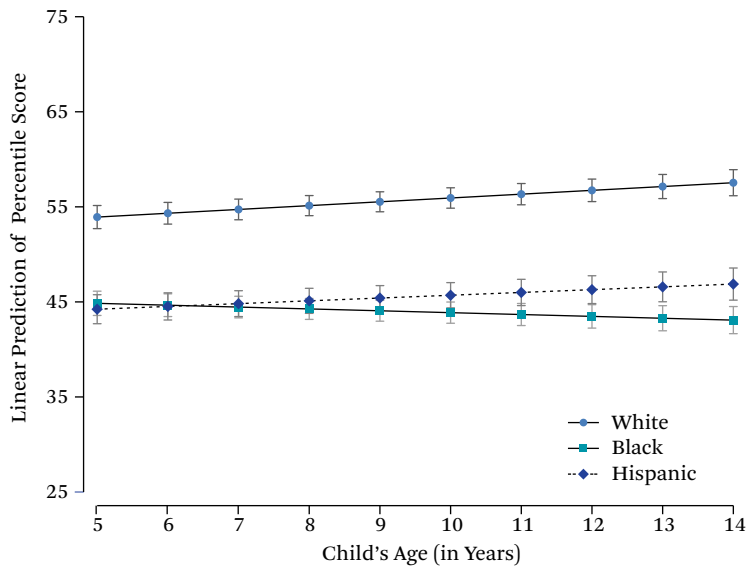 75
65
55
45
35
25
Linear Prediction of Percentile Score
White
Black
Hispanic
5 6 7 8 9 10 11 12 13 14
Child's Age (in Years)